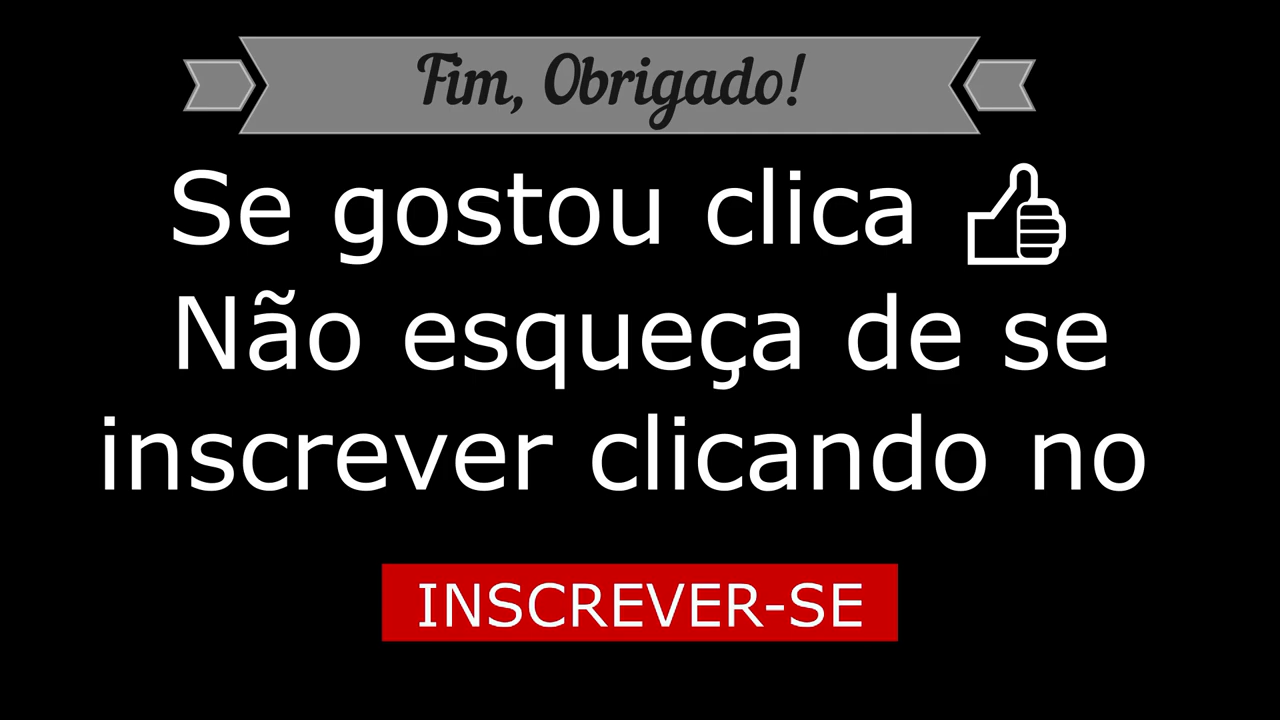 Fim, Obrigado!
Se gostou clica
Não esqueça de se
inscrever clicando no
INSCREVER-SE